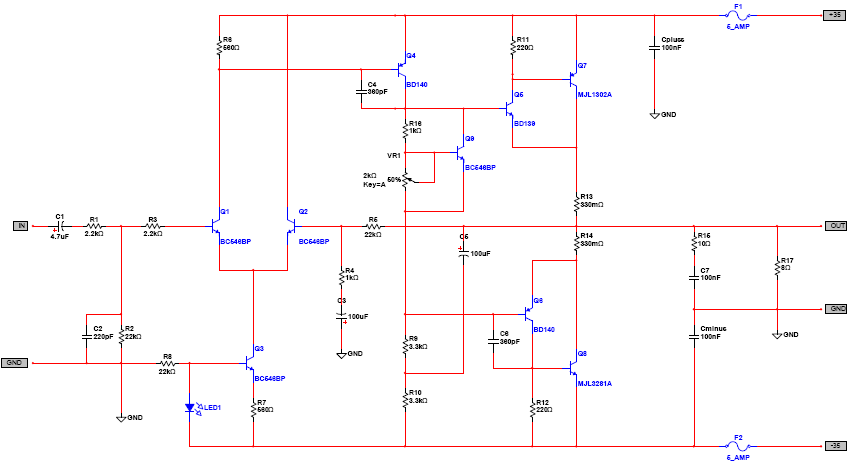 F1
5_AMP
+35
R6
560Ω
Q4
BD140
R11
220Ω
Q7
MJL1302A
Cpluss
100nF
GND
C4
360pF
Q5
BD139
R16
1kΩ
VR1
2kΩ
50%
Key=A
Q9
BC546BP
R13
330mΩ
IN
C1
4.7uF
R1
2.2kΩ
R3
2.2kΩ
Q1
BC546BP
Q2
BC546BP
R5
22kΩ
OUT
R14
330mΩ
C5
100uF
R15
10Ω
C7
100nF
R17
8Ω
R4
1kΩ
C3
100uF
GND
Q6
BD140
GND
GND
C2
220pF
R2
22kΩ
C6
360pF
Cminus
100nF
R9
3.3kΩ
GND
R8
22kΩ
Q3
BC546BP
Q8
MJL3281A
LED1
R7
560Ω
R10
3.3kΩ
R12
220Ω
GND
F2
5_AMP
-35